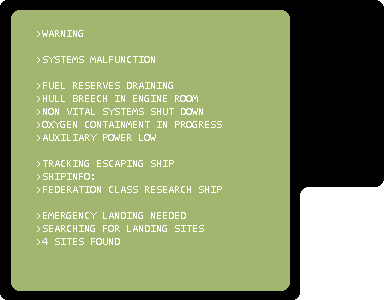 >WARNING
>SYSTEMS MALFUNCTION
>FUEL RESERVES DRAINING
>HULL BREECH IN ENGINE ROOM
>NON VITAL SYSTEMS SHUT DOWN
>OXYGEN CONTAINMENT IN PROGRESS
>AUXILIARY POWER LOW
>TRACKING ESCAPING SHIP
>SHIPINFO:
>FEDERATION CLASS RESEARCH SHIP
>EMERGENCY LANDING NEEDED
>SEARCHING FOR LANDING SITES
>4 SITES FOUND